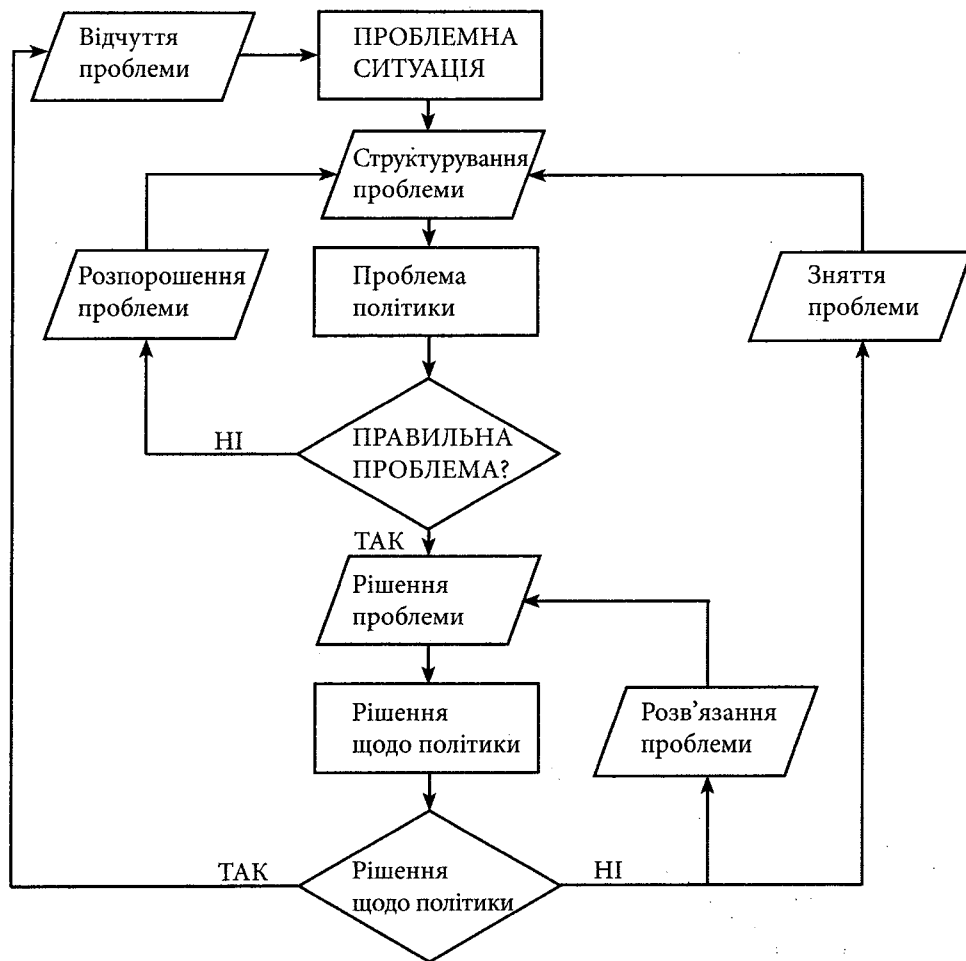 Відчуття
проблеми
ПРОБЛЕМНА
СИТУАЦІЯ
Структурування
проблеми
Розпорошення
проблеми
Проблема
політики
Зняття
проблеми
НІ
ПРАВИЛЬНА
ПРОБЛЕМА?
ТАК
Рішення
проблеми
Рішення
щодо політики
Розв'язання
проблеми
ТАК
Рішення
щодо політики
НІ